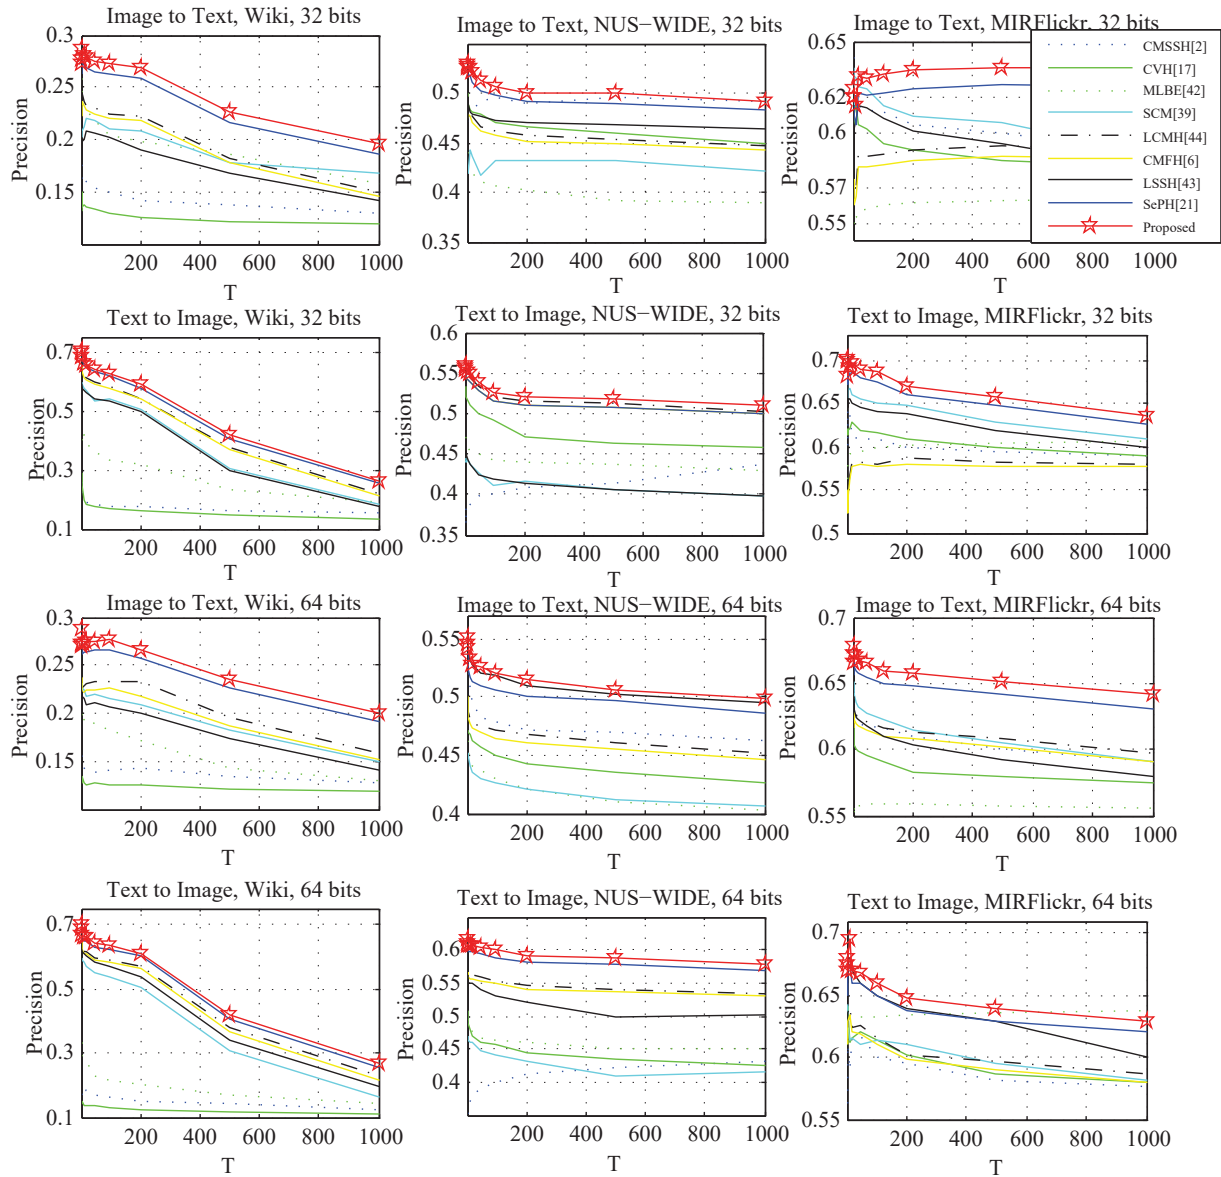 Image to Text, Wiki, 32 bits
0.3
0.25
0.2
0.15
Precision
200 400 600 800 1000
T
Image to Text, NUS−WIDE, 32 bits
0.5
0.45
0.4
0.35
Precision
200 400 600 800 1000
T
Image to Text, MIRFlickr, 32 bits
0.65
0.62
0.6
0.57
0.55
Precision
200 400 600 800 1000
T
CMSSH[2]
CVH[17]
MLBE[42]
SCM[39]
LCMH[44]
CMFH[6]
LSSH[43]
SePH[21]
Proposed
Text to Image, Wiki, 32 bits
0.7
0.5
0.3
0.1
Precision
200 400 600 800 1000
T
Text to Image, NUS−WIDE, 32 bits
0.6
0.55
0.5
0.45
0.4
0.35
Precision
200 400 600 800 1000
T
Text to Image, MIRFlickr, 32 bits
0.7
0.65
0.6
0.55
0.5
Precision
200 400 600 800 1000
T
Image to Text, Wiki, 64 bits
0.3
0.25
0.2
0.15
Precision
200 400 600 800 1000
T
Image to Text, NUS−WIDE, 64 bits
0.55
0.5
0.45
0.4
Precision
200 400 600 800 1000
T
Image to Text, MIRFlickr, 64 bits
0.7
0.65
0.6
0.55
Precision
200 400 600 800 1000
T
Text to Image, Wiki, 64 bits
0.7
0.5
0.3
0.1
Precision
200 400 600 800 1000
T
Text to Image, NUS−WIDE, 64 bits
0.6
0.55
0.5
0.45
0.4
Precision
200 400 600 800 1000
T
Text to Image, MIRFlickr, 64 bits
0.7
0.65
0.6
0.55
Precision
200 400 600 800 1000
T